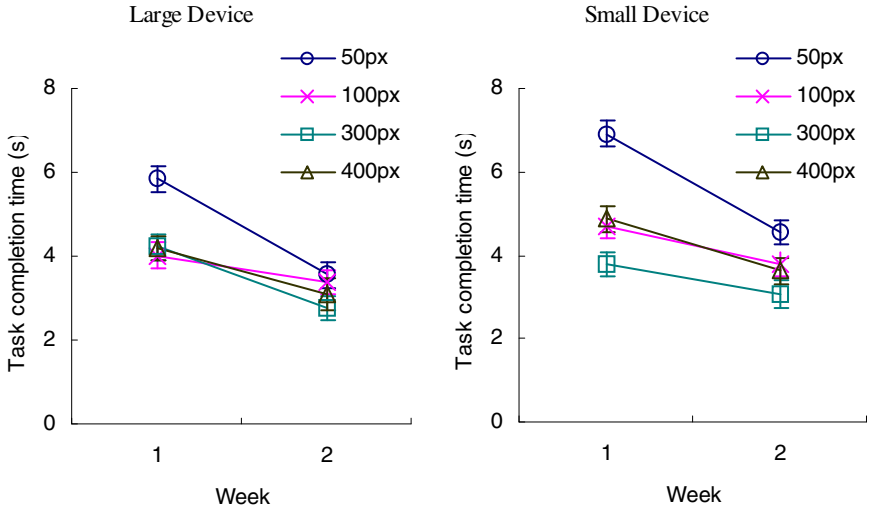 Large Device
50px
100px
300px
400px
8
6
4
2
0
Task completion time (s)
1
2
Week
Small Device
50px
100px
300px
400px
8
6
4
2
0
Task completion time (s)
1
2
Week